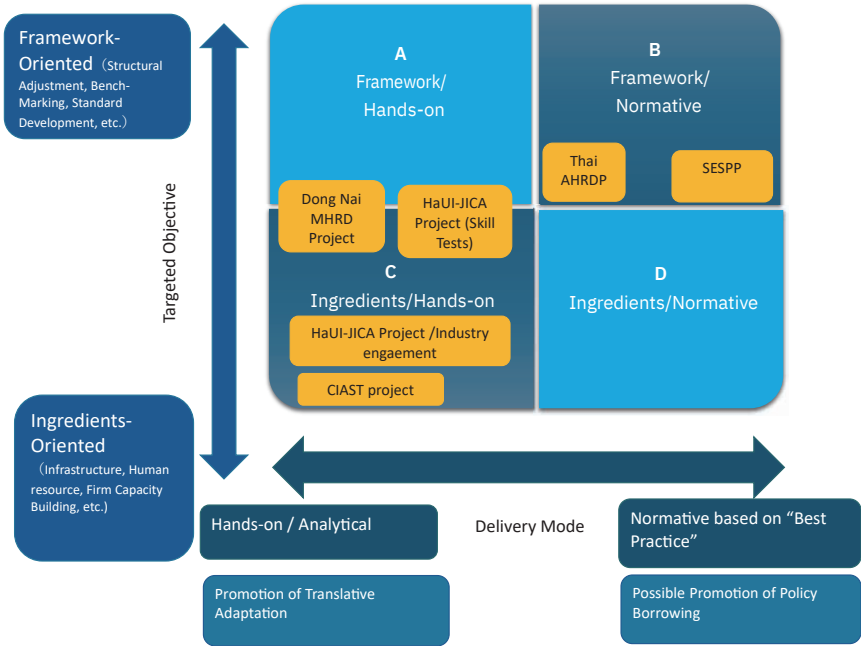 Framework-
Oriented（Structural
Adjustment, Bench-
Marking, Standard
Development, etc.）
A
Framework/
Hands-on
B
Framework/
Normative
Thai
AHRDP
SESPP
Dong Nai
MHRD
Project
HaUI-JICA
Project (Skill
Tests)
Targeted Objective
C
Ingredients/Hands-on
D
Ingredients/Normative
HaUI-JICA Project /Industry
engaement
CIAST project
Ingredients-
Oriented
（Infrastructure, Human
resource, Firm Capacity
Building, etc.)
Hands-on / Analytical
Delivery Mode
Normative based on “Best
Practice”
Promotion of Translative
Adaptation
Possible Promotion of Policy
Borrowing